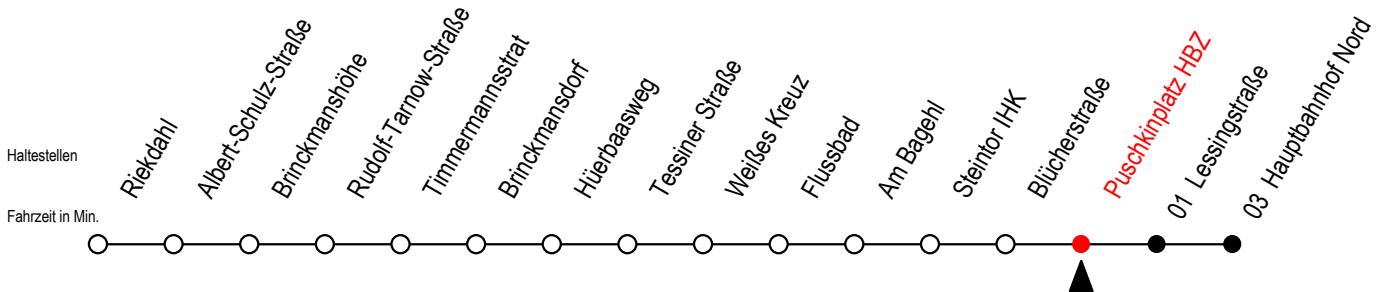 Haltestellen
Fahrzeit in Min.
Riekdahl
Albert-Schulz-Straße
Brinckmanshöhe
Rudolf-Tarnow-Straße
Timmermannsstrat
Brinckmansdorf
Hüerbaasweg
Tessiner Straße
Weißes Kreuz
Flussbad
Am Bagehl
Steintor IHK
Blücherstraße
Puschkinplatz HBZ
01 Lessingstraße
03 Hauptbahnhof Nord